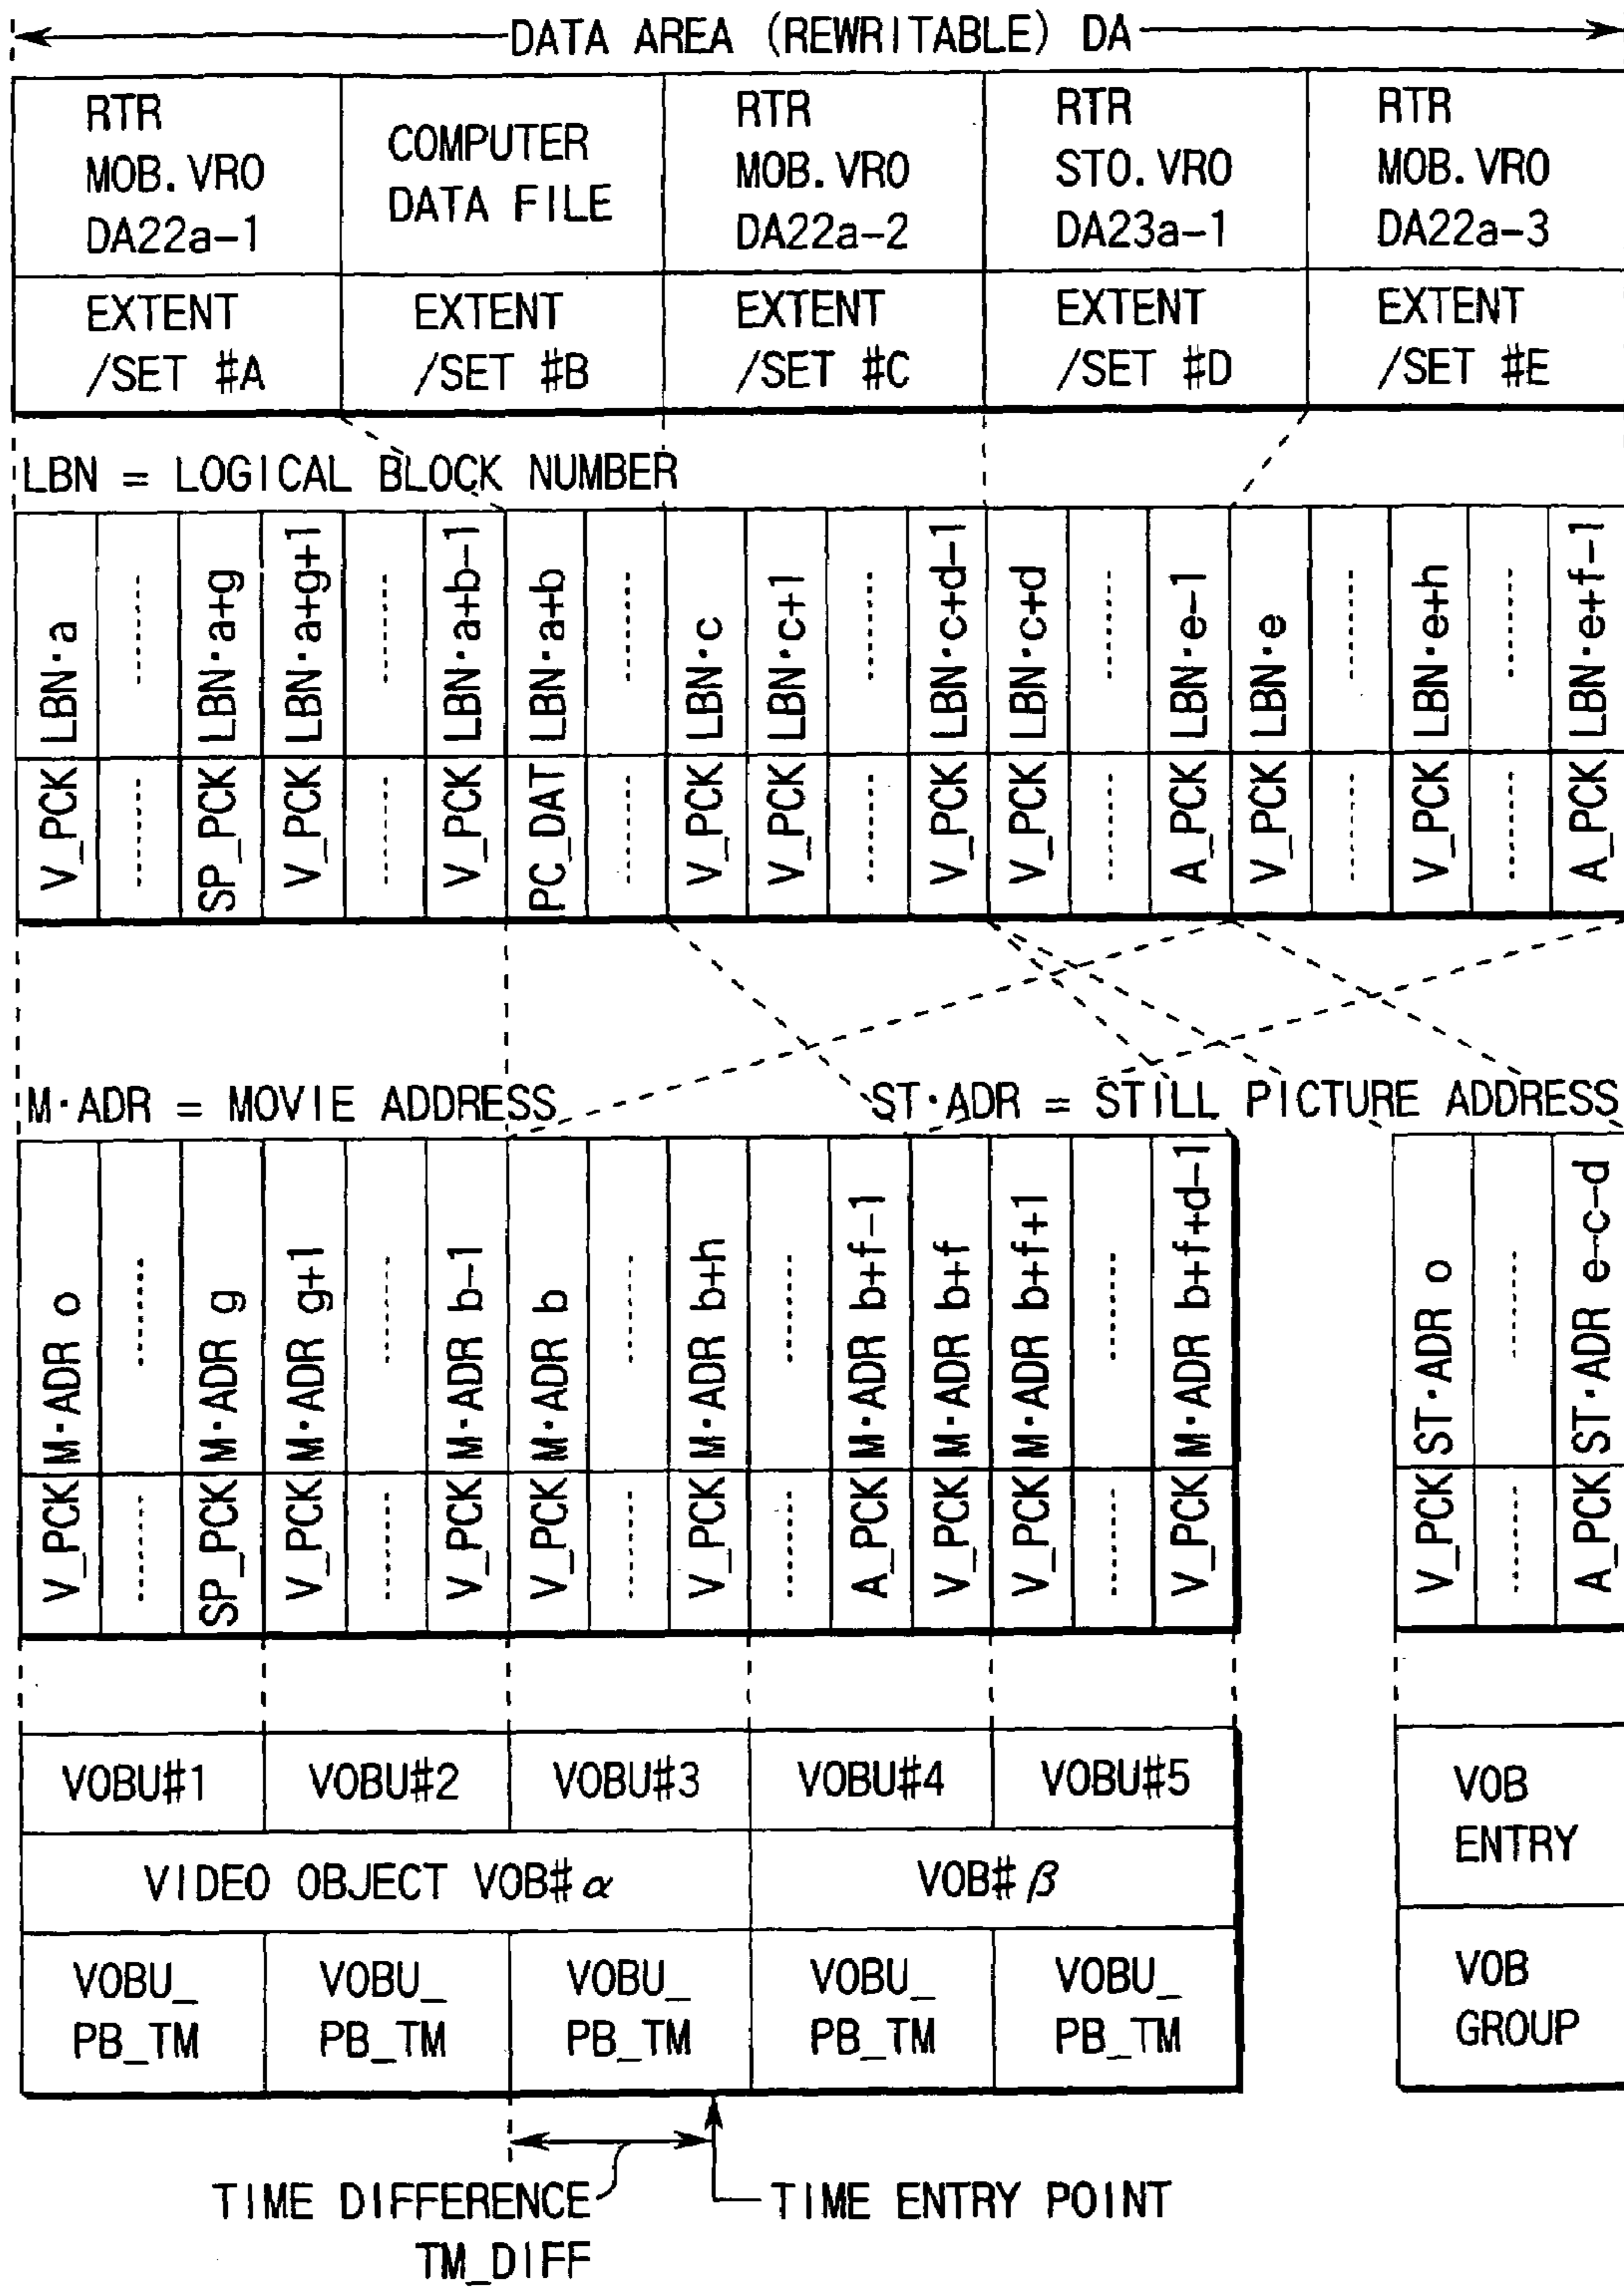 DATA AREA (REWRITABLE) DA
RTR
MOB.VRO
DA22a-1
COMPUTER
DATA FILE
RTR
MOB.VRO
DA22a-2
RTR
STO.VRO
DA23a-1
RTR
MOB.VRO
DA22a-3
EXTENT
/SET #A
EXTENT
/SET #B
EXTENT
/SET #C
EXTENT
/SET #D
EXTENT
/SET #E
LBN = LOGICAL BLOCK NUMBER
LBN·a
LBN·a+g
LBN·a+g+1
LBN·a+b-1
LBN·a+b
LBN·c
LBN·c+1
LBN·c+d-1
LBN·c+d
LBN·e-1
LBN·e
LBN·e+h
LBN·e+f-1
V_PCK
SP_PCK
V_PCK
V_PCK
PC_DAT
V_PCK
V_PCK
V_PCK
V_PCK
A_PCK
V_PCK
V_PCK
A_PCK
M·ADR = MOVIE ADDRESS
ST·ADR = STILL PICTURE ADDRESS
M·ADR o
M·ADR g
M·ADR g+1
M·ADR b-1
M·ADR b
M·ADR b+h
M·ADR b+f-1
M·ADR b+f
M·ADR b+f+1
M·ADR b+f+d-1
ST·ADR o
ST·ADR e-c-d
V_PCK
SP_PCK
V_PCK
V_PCK
V_PCK
V_PCK
A_PCK
V_PCK
V_PCK
V_PCK
V_PCK
A_PCK
VOBU#1
VOBU#2
VOBU#3
VOBU#4
VOBU#5
VOB
ENTRY
VIDEO OBJECT VOB#α
VOB#β
VOBU_
PB_TM
VOBU_
PB_TM
VOBU_
PB_TM
VOBU_
PB_TM
VOBU_
PB_TM
VOB
GROUP
TIME DIFFERENCE
TM_DIFF
TIME ENTRY POINT